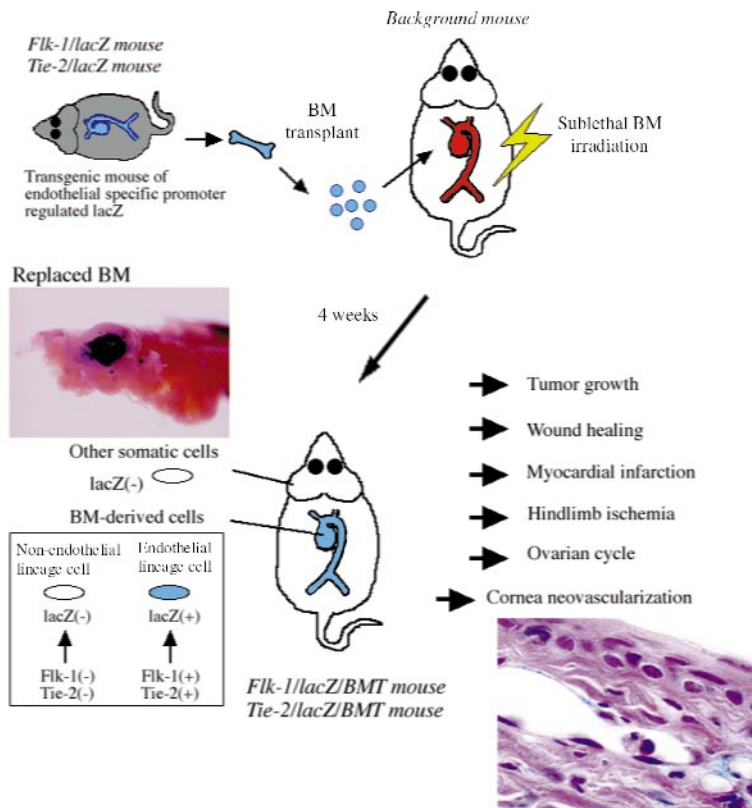 Background mouse
Flk-1/lacZ mouse
Tie-2/lacZ mouse
BM
transplant
Sublethal BM
irradiation
Transgenic mouse of
endothelial specific promoter
regulated lacZ
Replaced BM
4 weeks
Other somatic cells
lacZ(-)
BM-derived cells
Non-endothelial
lineage cell
lacZ(-)
Flk-1(-)
Tie-2(-)
Endothelial
lineage cell
lacZ(+)
Flk-1(+)
Tie-2(+)
Flk-1/lacZ/BMT mouse
Tie-2/lacZ/BMT mouse
Tumor growth
Wound healing
Myocardial infarction
Hindlimb ischemia
Ovarian cycle
Cornea neovascularization